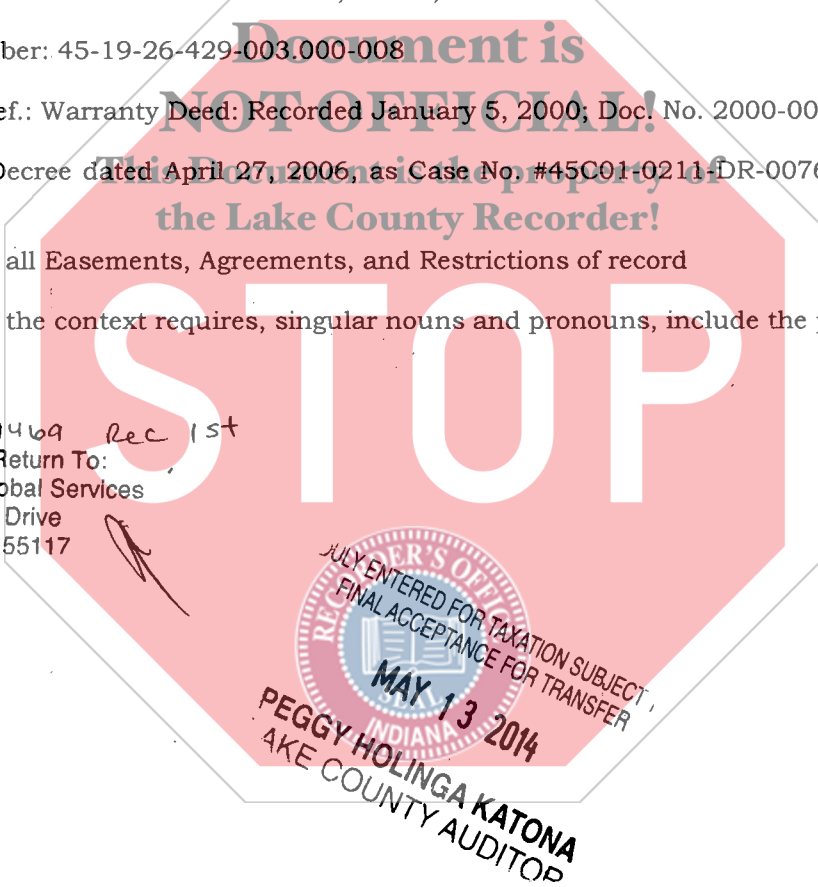 ber: 45-19-26-429-003.000-008
Document is
ef.: Warranty Deed: Recorded January 5, 2000; Doc. No. 2000-00
NOT OFFICIAL!
Decree dated April 27, 2006, as Case No. #45C01-0211-DR-0076
This Document is the property of
the Lake County Recorder!
all Easements, Agreements, and Restrictions of record
the context requires, singular nouns and pronouns, include the
STOP
Rec 1st
Return To:
obal Services
Drive
55117
RECORDER'S OFFICE
SEAL
INDIANA
ULY ENTERED FOR TAXATION SUBJECT
FINAL ACCEPTANCE FOR TRANSFER
MAY 13 2014
PEGGY HOLINGA KATONA
AKE COUNTY AUDITOR